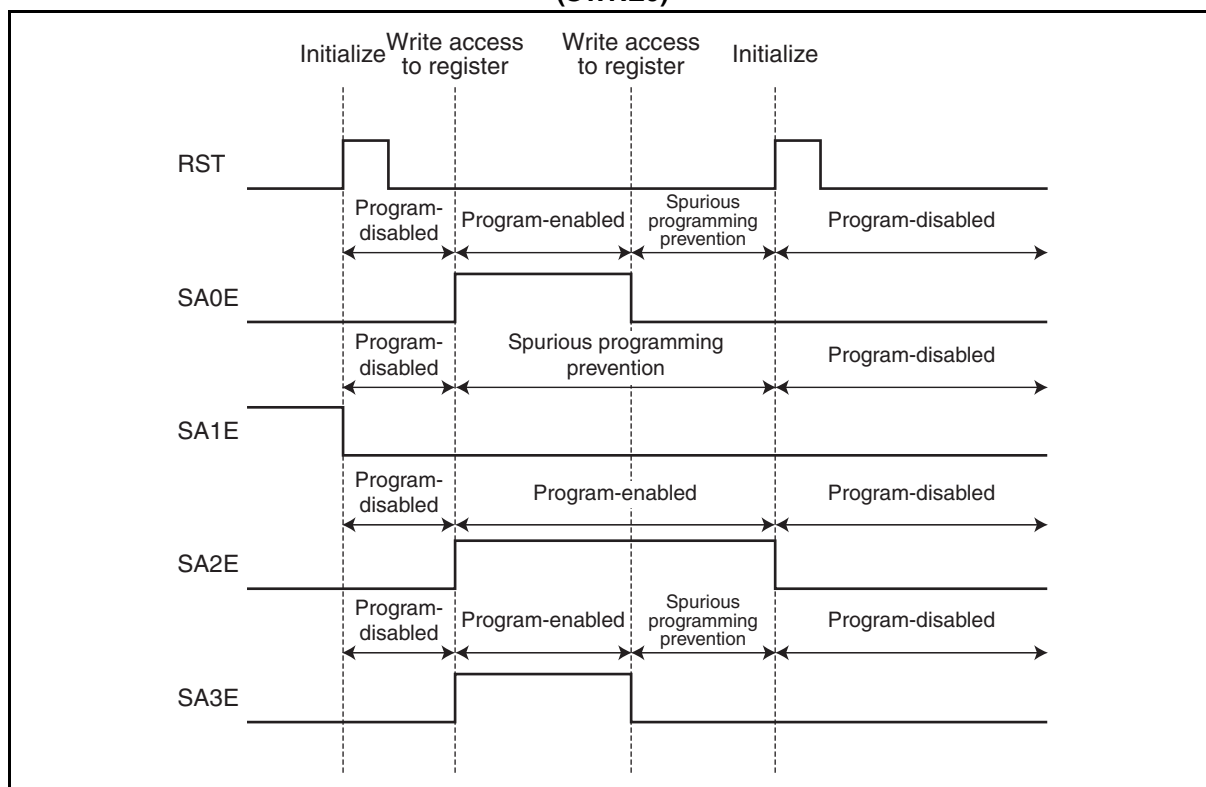 Initialize Write access to register Write access to register Initialize
RST
Program-disabled Program-enabled Spurious programming prevention Program-disabled
SA0E
Program-disabled Spurious programming prevention Program-disabled
SA1E
Program-disabled Program-enabled Program-disabled
SA2E
Program-disabled Program-enabled Spurious programming prevention Program-disabled
SA3E